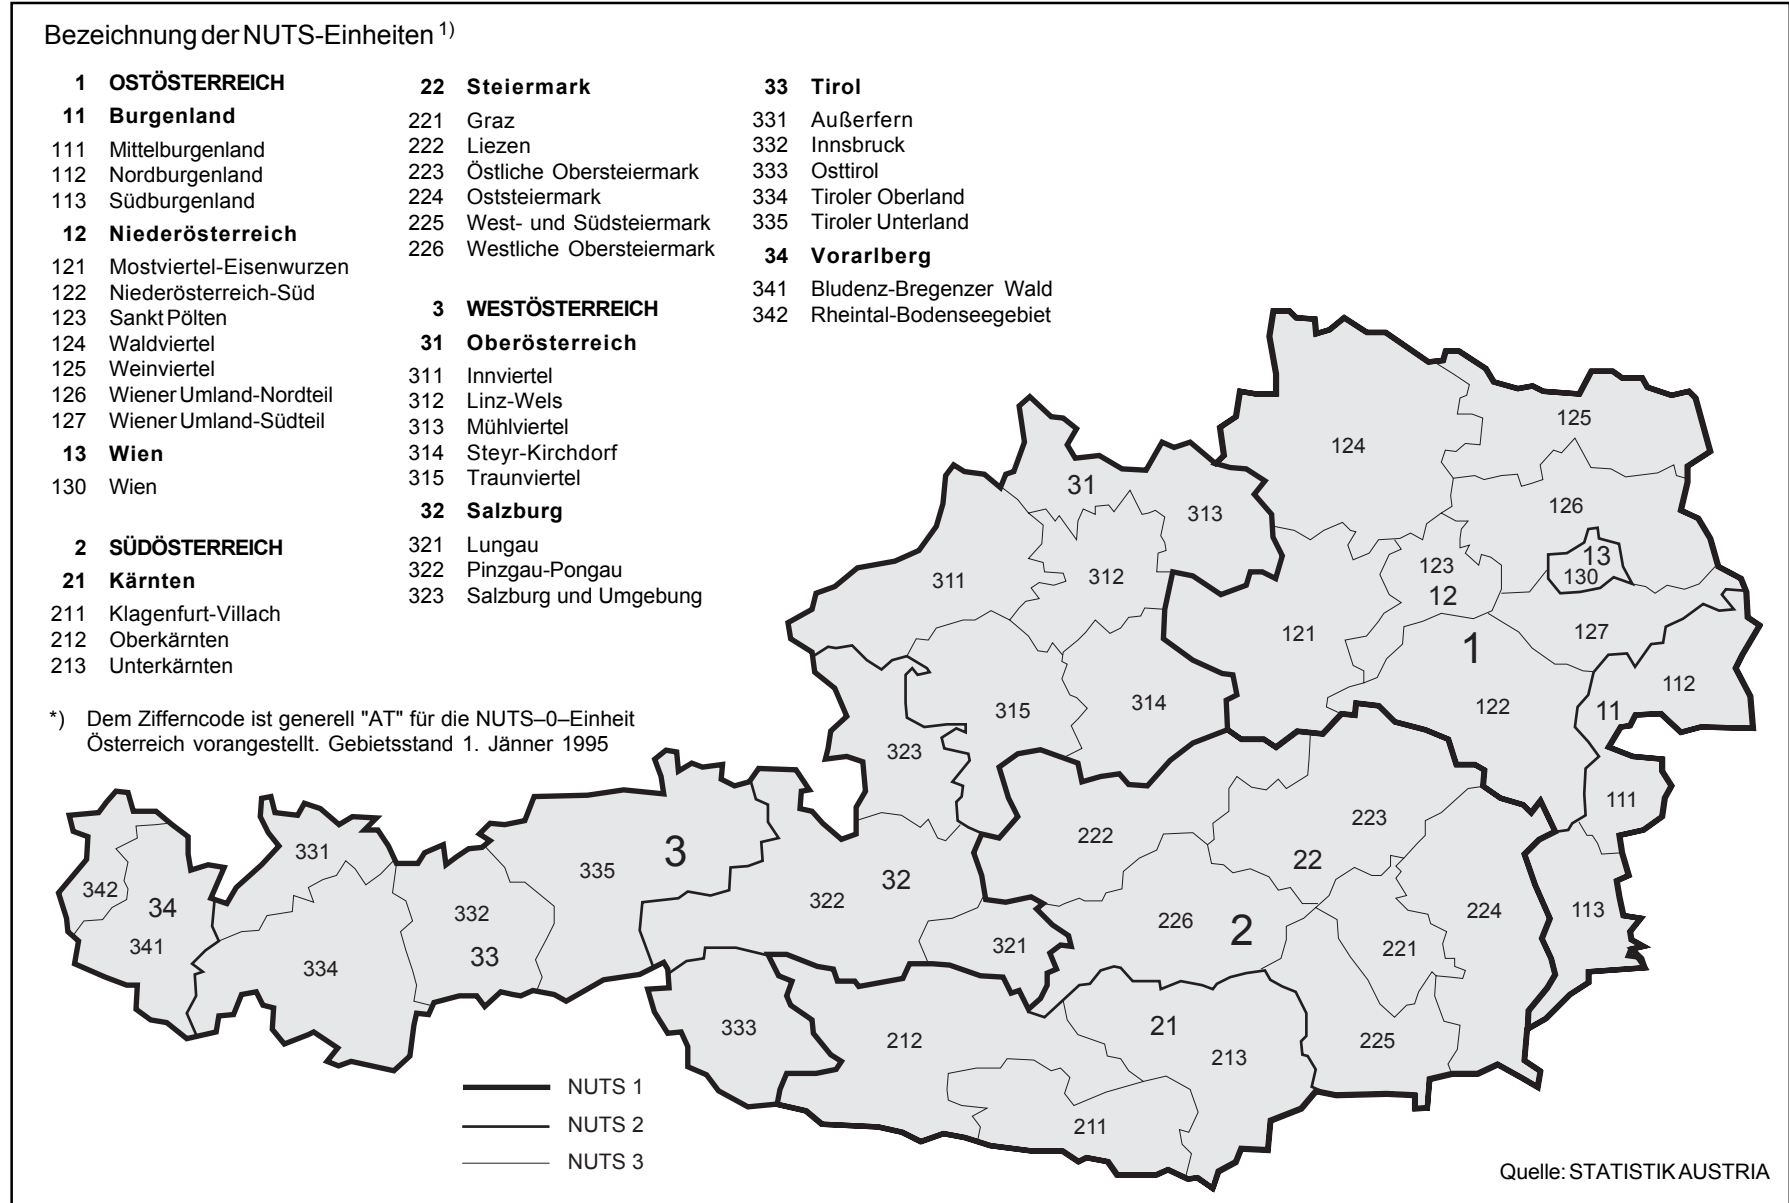 Bezeichnung der NUTS-Einheiten 1)
1 OSTÖSTERREICH
11 Burgenland
111 Mittelburgenland
112 Nordburgenland
113 Südburgenland
12 Niederösterreich
121 Mostviertel-Eisenwurzen
122 Niederösterreich-Süd
123 Sankt Pölten
124 Waldviertel
125 Weinviertel
126 Wiener Umland-Nordteil
127 Wiener Umland-Südteil
13 Wien
130 Wien
2 SÜDÖSTERREICH
21 Kärnten
211 Klagenfurt-Villach
212 Oberkärnten
213 Unterkärnten
22 Steiermark
221 Graz
222 Liezen
223 Östliche Obersteiermark
224 Oststeiermark
225 West- und Südsteiermark
226 Westliche Obersteiermark
3 WESTÖSTERREICH
31 Oberösterreich
311 Innviertel
312 Linz-Wels
313 Mühlviertel
314 Steyr-Kirchdorf
315 Traunviertel
32 Salzburg
321 Lungau
322 Pinzgau-Pongau
323 Salzburg und Umgebung
33 Tirol
331 Außerfern
332 Innsbruck
333 Osttirol
334 Tiroler Oberland
335 Tiroler Unterland
34 Vorarlberg
341 Bludenz-Bregenzer Wald
342 Rheintal-Bodenseegebiet
*) Dem Zifferncode ist generell "AT" für die NUTS–0–Einheit
Österreich vorangestellt. Gebietsstand 1. Jänner 1995
125
124
31
313
126
13
130
123
12
312
311
121
127
1
112
11
122
314
315
323
111
223
222
22
331
3
335
32
322
342
34
341
332
33
334
224
113
226
2
221
321
333
212
21
213
225
211
NUTS 1
NUTS 2
NUTS 3
Quelle: STATISTIK AUSTRIA